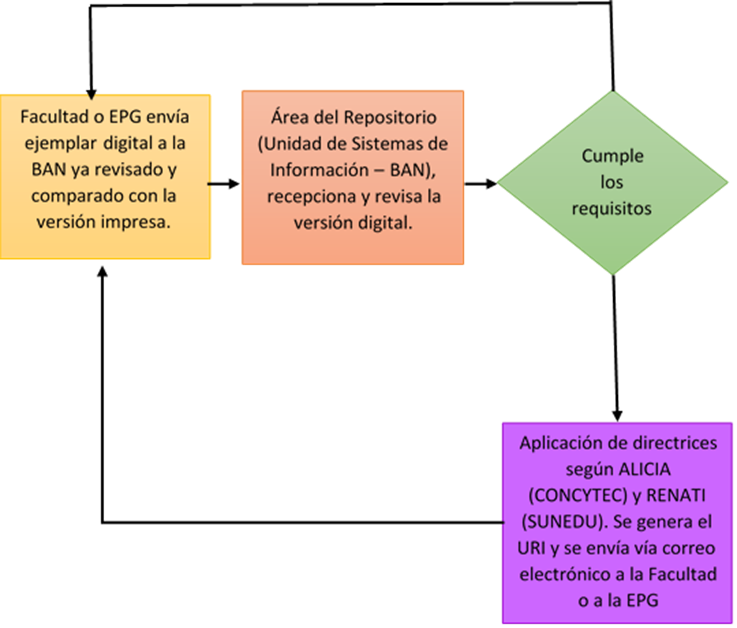 Facultad o EPG envía
ejemplar digital a la
BAN ya revisado y
comparado con la
versión impresa.
Área del Repositorio
(Unidad de Sistemas de
Información – BAN),
recepciona y revisa la
versión digital.
Cumple
los
requisitos
Aplicación de directrices
según ALICIA
(CONCYTEC) y RENATI
(SUNEDU). Se genera el
URI y se envía vía correo
electrónico a la Facultad
o a la EPG